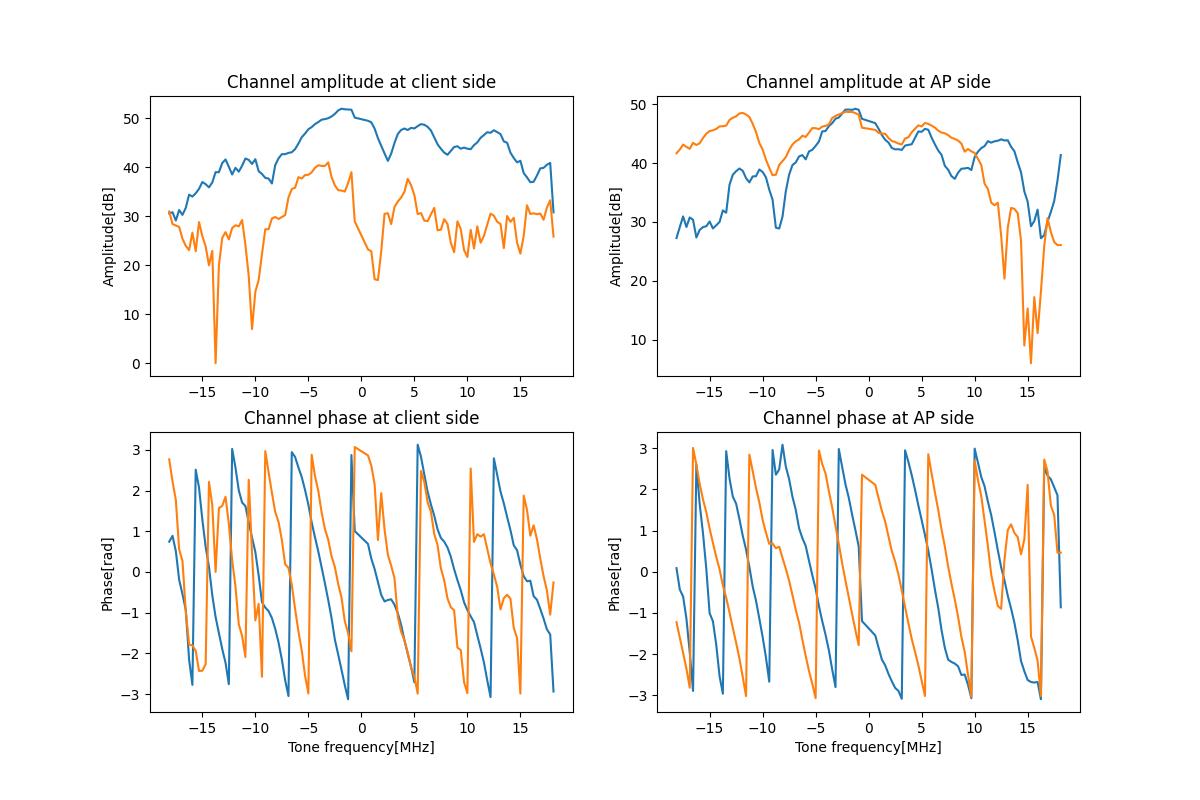 Channel amplitude at client side
Amplitude[dB]
50
40
30
20
10
0
−15 −10 −5 0 5 10 15
Channel amplitude at AP side
Amplitude[dB]
50
40
30
20
10
−15 −10 −5 0 5 10 15
Channel phase at client side
Phase[rad]
3
2
1
0
−1
−2
−3
−15 −10 −5 0 5 10 15
Tone frequency[MHz]
Channel phase at AP side
Phase[rad]
3
2
1
0
−1
−2
−3
−15 −10 −5 0 5 10 15
Tone frequency[MHz]